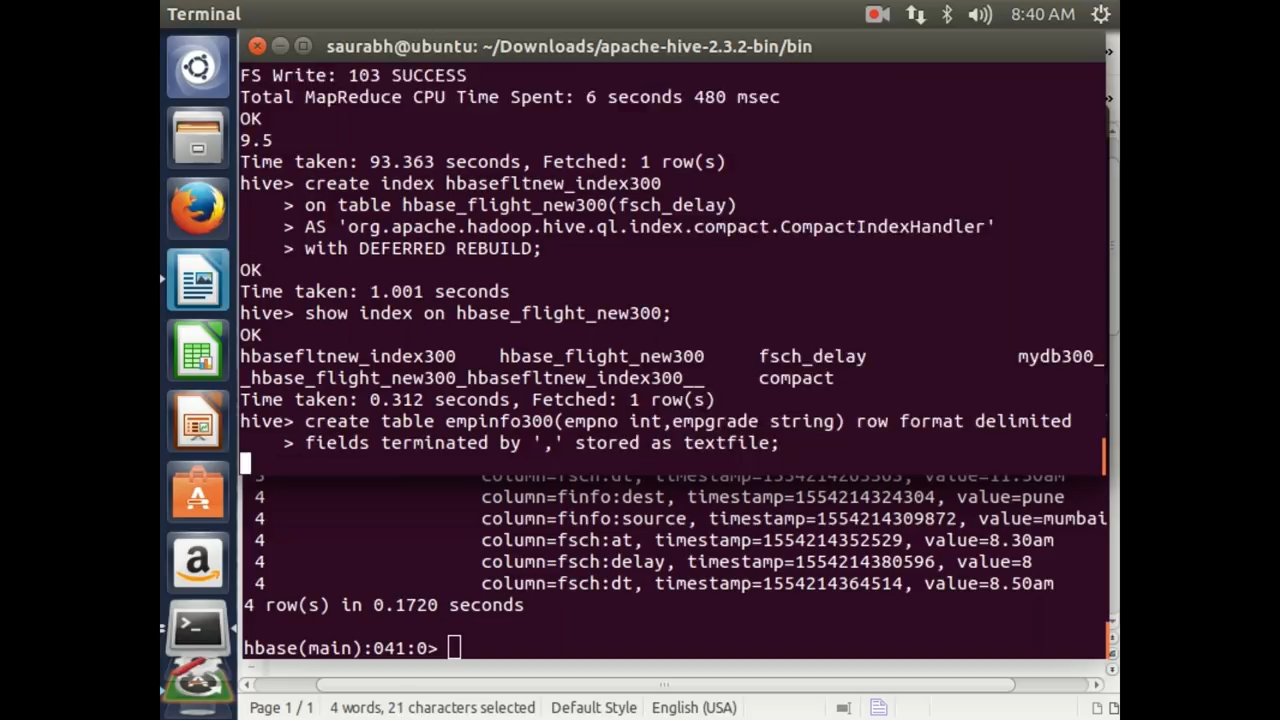 Terminal
8:40 AM
saurabh@ubuntu: ~/Downloads/apache-hive-2.3.2-bin/bin
FS Write: 103 SUCCESS
Total MapReduce CPU Time Spent: 6 seconds 480 msec
OK
9.5
Time taken: 93.363 seconds, Fetched: 1 row(s)
hive> create index hbasefltnew_index300
> on table hbase_flight_new300(fsch_delay)
> AS 'org.apache.hadoop.hive.ql.index.compact.CompactIndexHandler'
> with DEFERRED REBUILD;
OK
Time taken: 1.001 seconds
hive> show index on hbase_flight_new300;
OK
hbasefltnew_index300 hbase_flight_new300 fsch_delay mydb300_
_hbase_flight_new300_hbasefltnew_index300__ compact
Time taken: 0.312 seconds, Fetched: 1 row(s)
hive> create table empinfo300(empno int,empgrade string) row format delimited
> fields terminated by ',' stored as textfile;
4 column=finfo:dest, timestamp=1554214324304, value=pune
4 column=finfo:source, timestamp=1554214309872, value=mumbai
4 column=fsch:at, timestamp=1554214352529, value=8.30am
4 column=fsch:delay, timestamp=1554214380596, value=8
4 column=fsch:dt, timestamp=1554214364514, value=8.50am
4 row(s) in 0.1720 seconds
hbase(main):041:0>
Page 1 / 1 4 words, 21 characters selected Default Style English (USA)